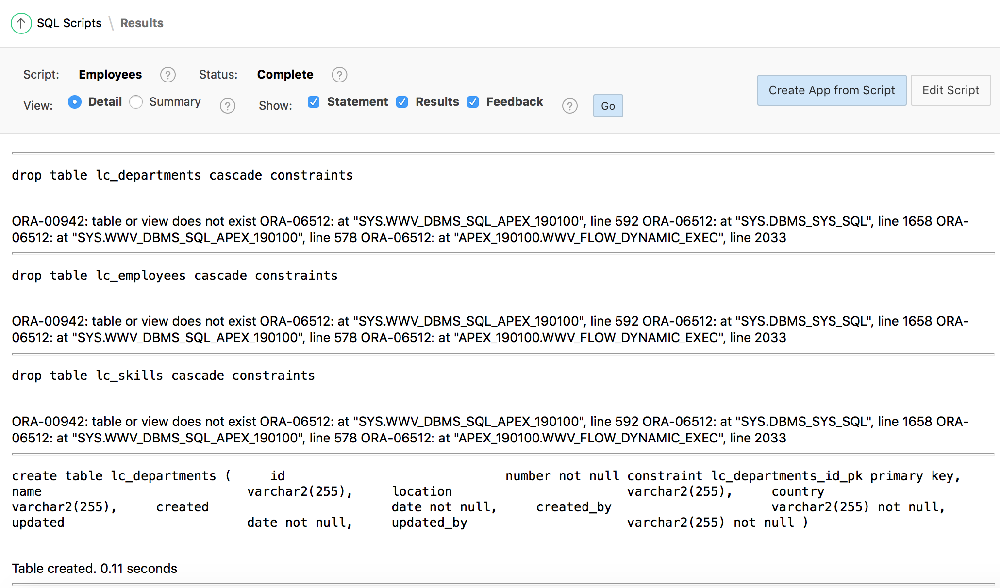 SQL Scripts \ Results
Script: Employees ? Status: Complete ?
Create App from Script Edit Script
View: Detail Summary ? Show: Statement Results Feedback ? Go
drop table lc_departments cascade constraints
ORA-00942: table or view does not exist ORA-06512: at "SYS.WWV_DBMS_SQL_APEX_190100", line 592 ORA-06512: at "SYS.DBMS_SYS_SQL", line 1658 ORA-
06512: at "SYS.WWV_DBMS_SQL_APEX_190100", line 578 ORA-06512: at "APEX_190100.WWV_FLOW_DYNAMIC_EXEC", line 2033
drop table lc_employees cascade constraints
ORA-00942: table or view does not exist ORA-06512: at "SYS.WWV_DBMS_SQL_APEX_190100", line 592 ORA-06512: at "SYS.DBMS_SYS_SQL", line 1658 ORA-
06512: at "SYS.WWV_DBMS_SQL_APEX_190100", line 578 ORA-06512: at "APEX_190100.WWV_FLOW_DYNAMIC_EXEC", line 2033
drop table lc_skills cascade constraints
ORA-00942: table or view does not exist ORA-06512: at "SYS.WWV_DBMS_SQL_APEX_190100", line 592 ORA-06512: at "SYS.DBMS_SYS_SQL", line 1658 ORA-
06512: at "SYS.WWV_DBMS_SQL_APEX_190100", line 578 ORA-06512: at "APEX_190100.WWV_FLOW_DYNAMIC_EXEC", line 2033
create table lc_departments ( id number not null constraint lc_departments_id_pk primary key,
name varchar2(255), location varchar2(255), country
varchar2(255), created date not null, created_by varchar2(255) not null,
updated date not null, updated_by varchar2(255) not null )
Table created. 0.11 seconds